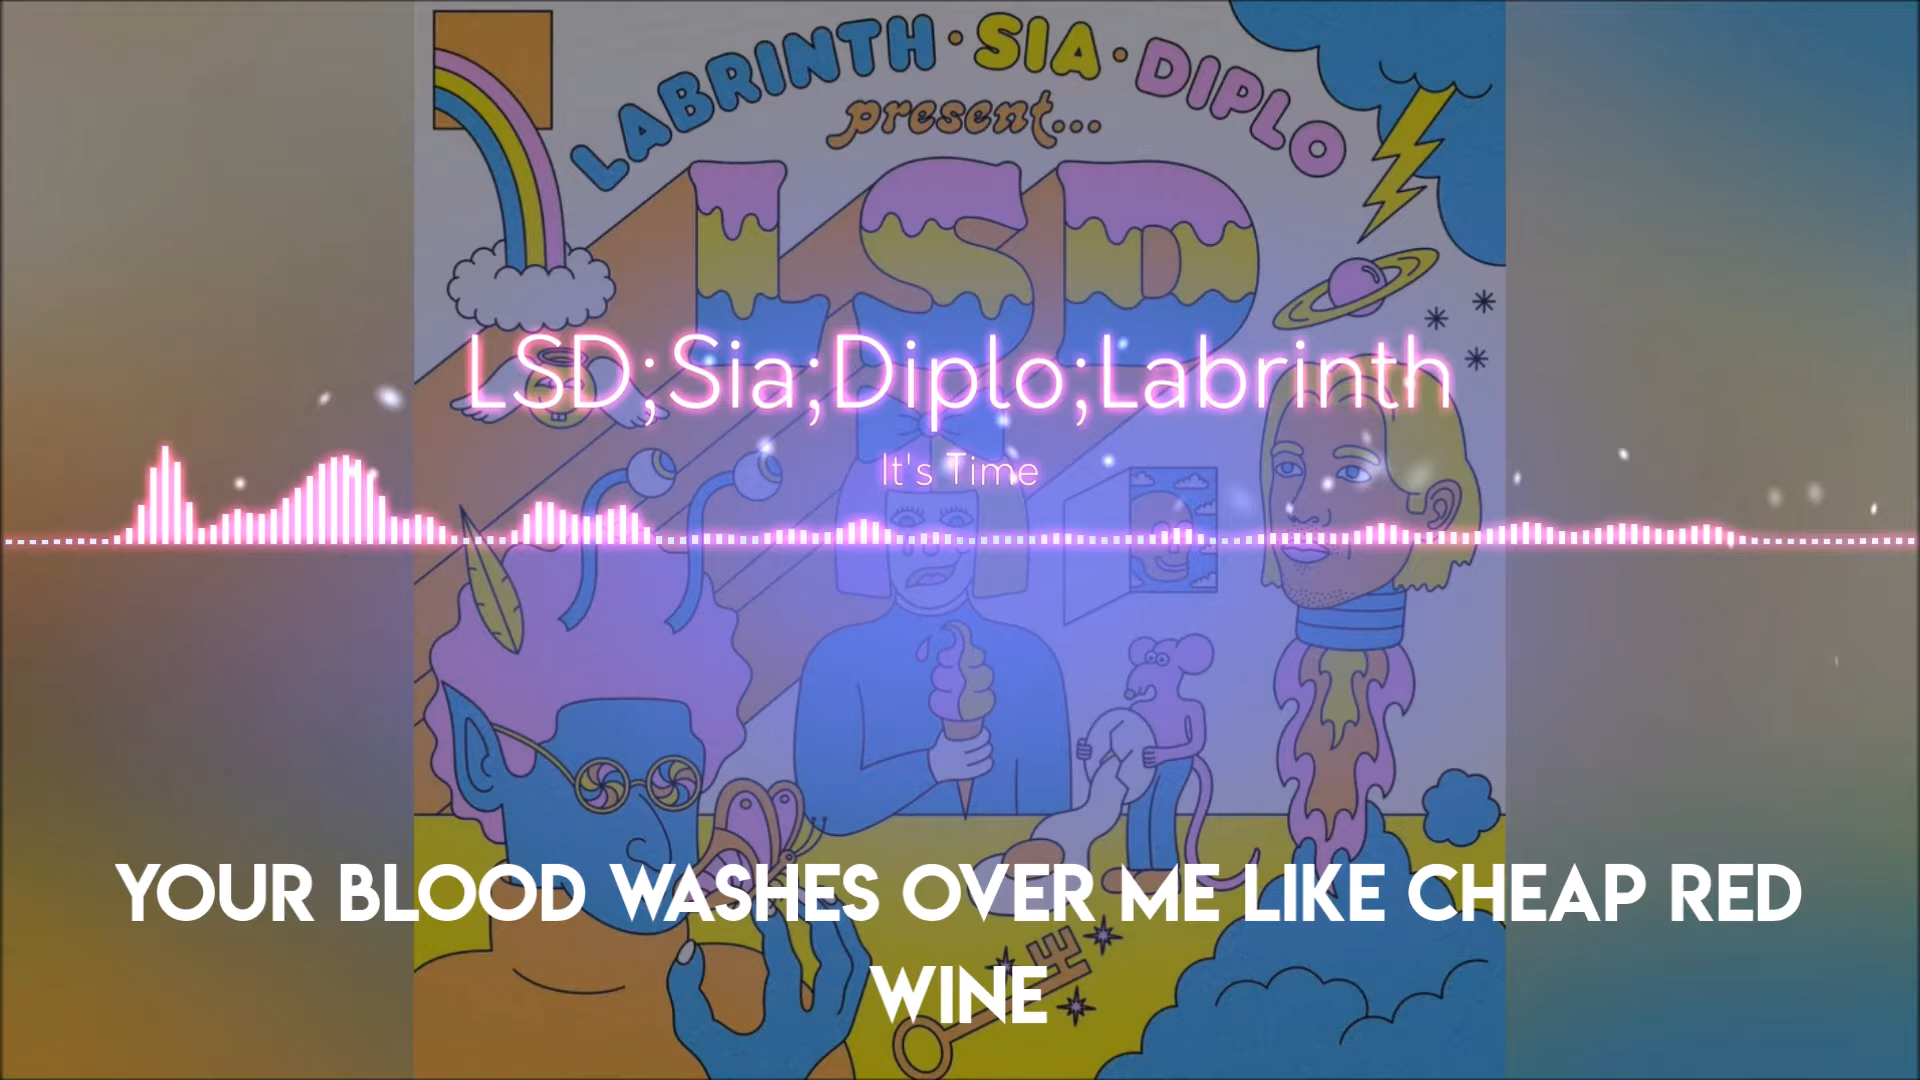 LABRINTH • SIA • DIPLO
present...
LSD
LSD;Sia;Diplo;Labrinth
It's Time
YOUR BLOOD WASHES OVER ME LIKE CHEAP RED
WINE